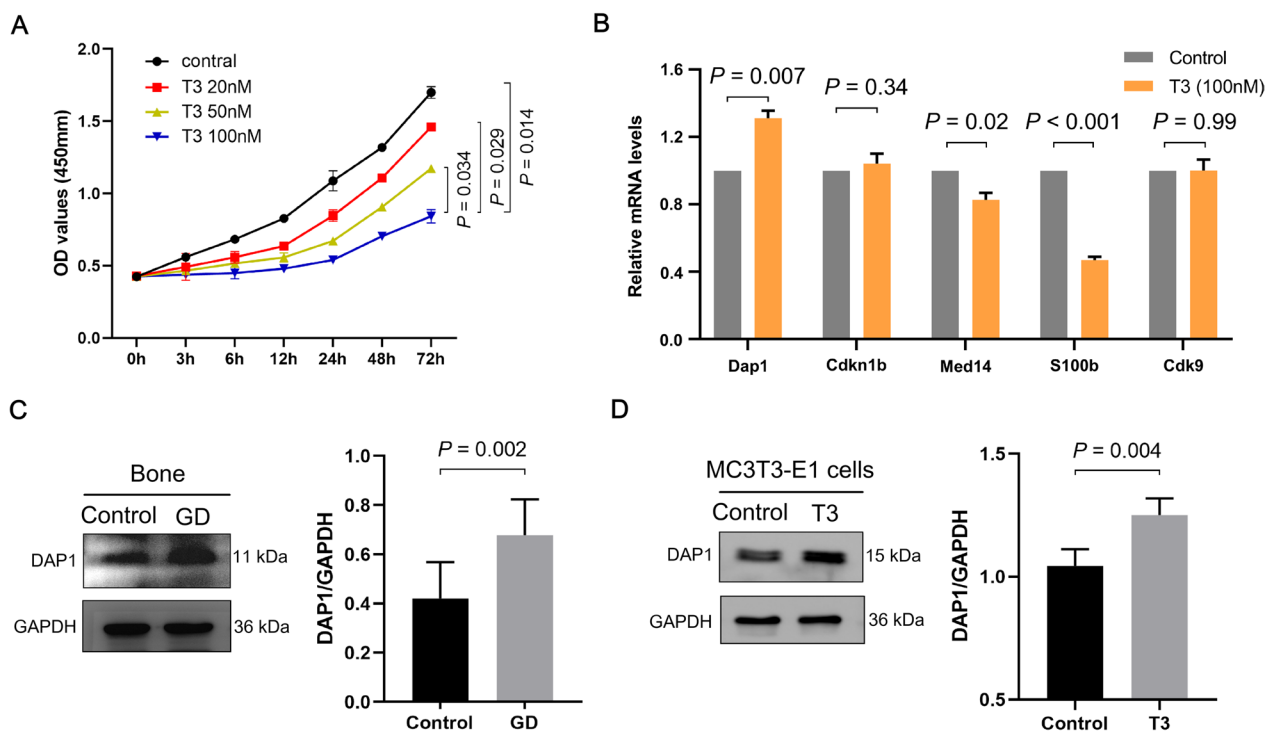 A
OD values (450mm)
2.0
1.5
1.0
0.5
0.0
contral
T3 20nM
T3 50nM
T3 100nM
P = 0.034
P = 0.029
P = 0.014
0h 3h 6h 12h 24h 48h 72h
B
Relative mRNA levels
1.6
1.2
0.8
0.4
0.0
Control
T3 (100nM)
P = 0.007
P = 0.34
P = 0.02
P < 0.001
P = 0.99
Dap1 Cdkn1b Med14 S100b Cdk9
C
Bone
Control GD
DAP1 11 kDa
GAPDH 36 kDa
DAP1/GAPDH
1.0
0.8
0.6
0.4
0.2
0.0
P = 0.002
Control GD
D
MC3T3-E1 cells
Control T3
DAP1 15 kDa
GAPDH 36 kDa
DAP1/GAPDH
1.5
1.0
0.5
P = 0.004
Control T3